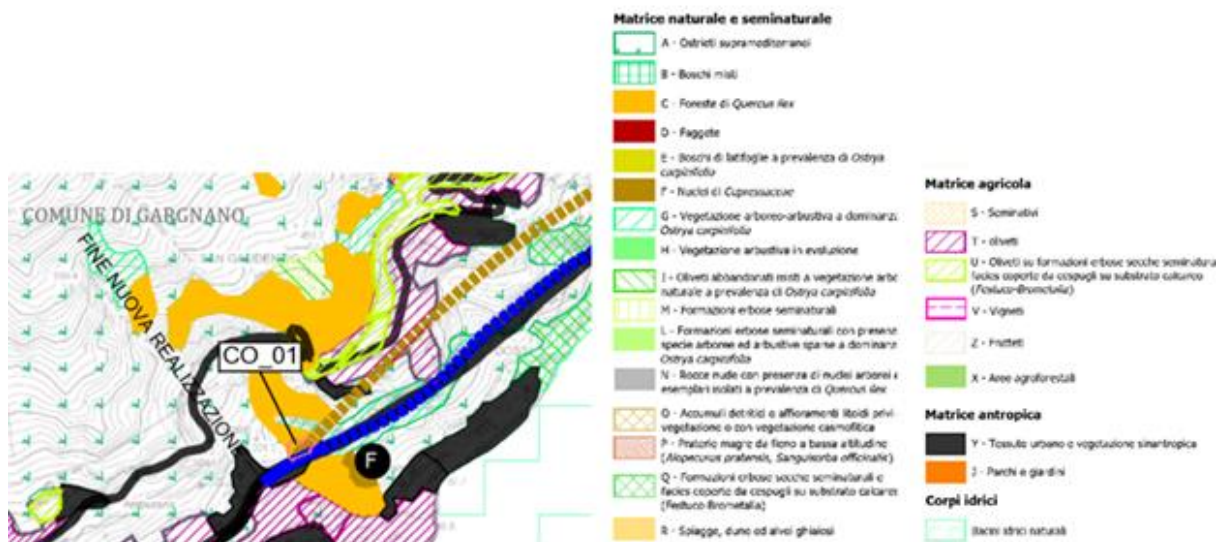 COMUNE DI GARGNANO
SAN GAUDENZIO
FINE NUOVA REALIZZAZIONE
CO_01
F
Matrice naturale e seminaturale
A - Ostrieti supramediterranei
B - Boschi misti
C - Foreste di Quercus ilex
D - Faggete
E - Boschi di latifoglie a prevalenza di Ostrya
carpinifolia
F - Nuclei di Cupressaceae
G - Vegetazione arboreo-arbustiva a dominanza
Ostrya carpinifolia
H - Vegetazione arbustiva in evoluzione
I - Oliveti abbandonati misti a vegetazione arbo
naturale a prevalenza di Ostrya carpinifolia
M - Formazioni erbose seminaturali
L - Formazioni erbose seminaturali con presenz
specie arboree ed arbustive sparse a dominanz
Ostrya carpinifolia
N - Rocce nude con presenza di nuclei arborei e
esemplari isolati a prevalenza di Quercus ilex
O - Accumuli detritici e affioramenti litoidi privi
vegetazione o con vegetazione casmofitica
P - Praterie magre da fieno a bassa altitudine
(Alopecurus pratensis, Sanguisorba officinalis)
Q - Formazioni erbose secche seminaturali e
facies coperte da cespugli su substrato calcareo
(Festuco-Brometalia)
R - Spiagge, dune ed alvei ghiaiosi
Matrice agricola
S - Seminativi
T - oliveti
U - Oliveti su formazioni erbose secche seminatura
facies coperte da cespugli su substrato calcareo
(Festuco-Brometalia)
V - Vigneti
Z - Frutteti
X - Aree agroforestali
Matrice antropica
Y - Tessuto urbano e vegetazione sinantropica
J - Parchi e giardini
Corpi idrici
Bacini idrici naturali